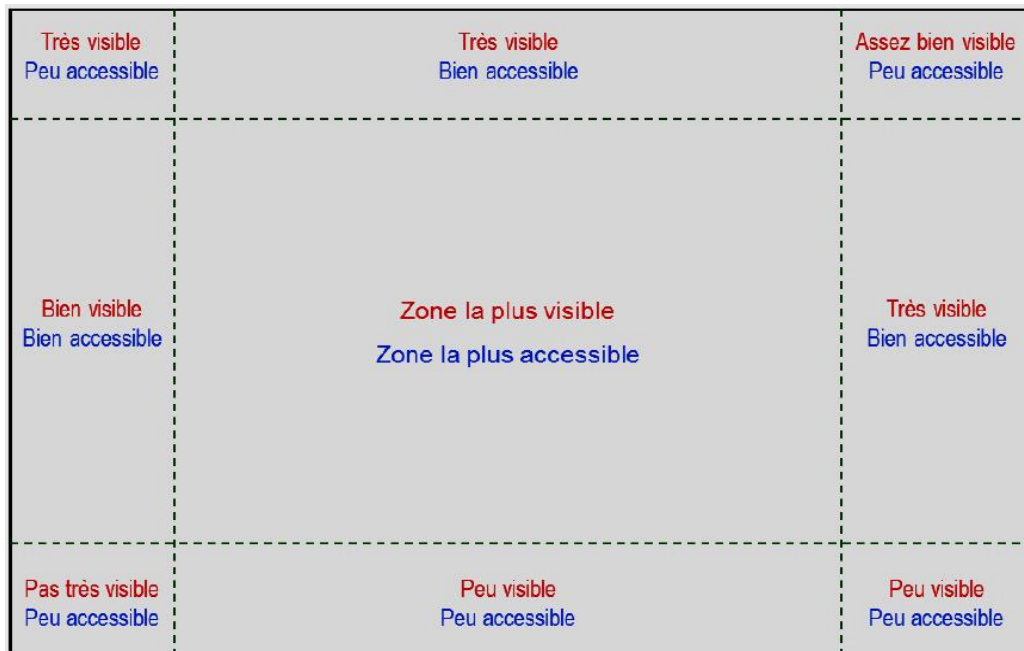 Très visible
Peu accessible
Très visible
Bien accessible
Assez bien visible
Peu accessible
Bien visible
Bien accessible
Zone la plus visible
Zone la plus accessible
Très visible
Bien accessible
Pas très visible
Peu accessible
Peu visible
Peu accessible
Peu visible
Peu accessible